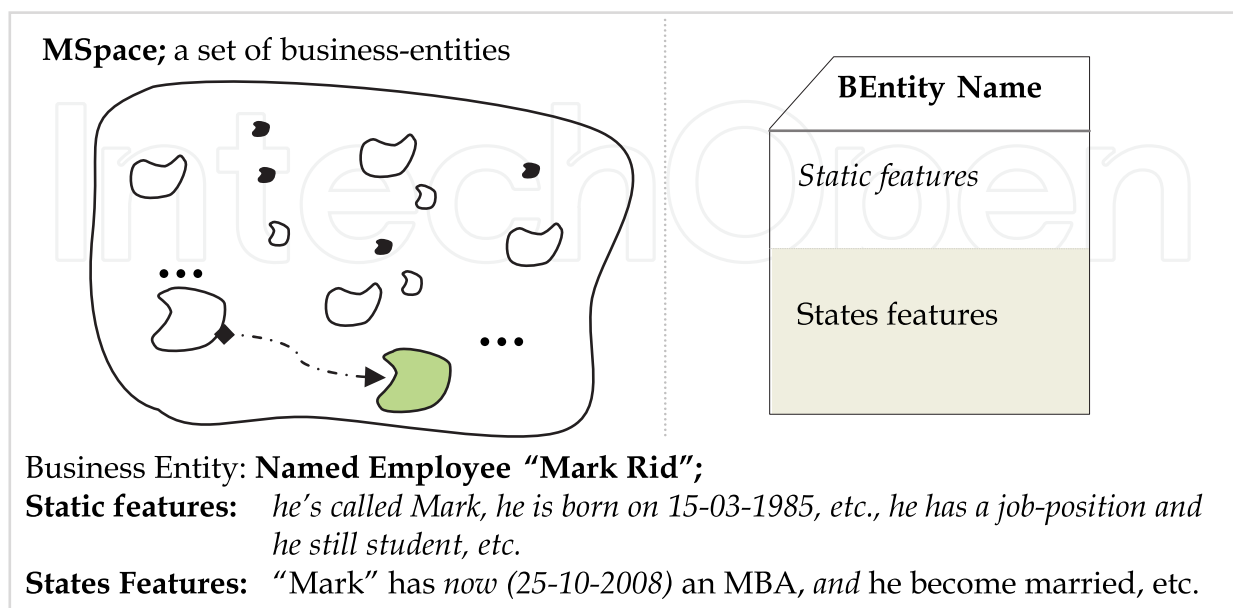 MSpace; a set of business-entities
BEntity Name
Static features
States features
IntechOpen
Business Entity: Named Employee “Mark Rid”;
Static features: he’s called Mark, he is born on 15-03-1985, etc., he has a job-position and
he still student, etc.
States Features: “Mark” has now (25-10-2008) an MBA, and he become married, etc.